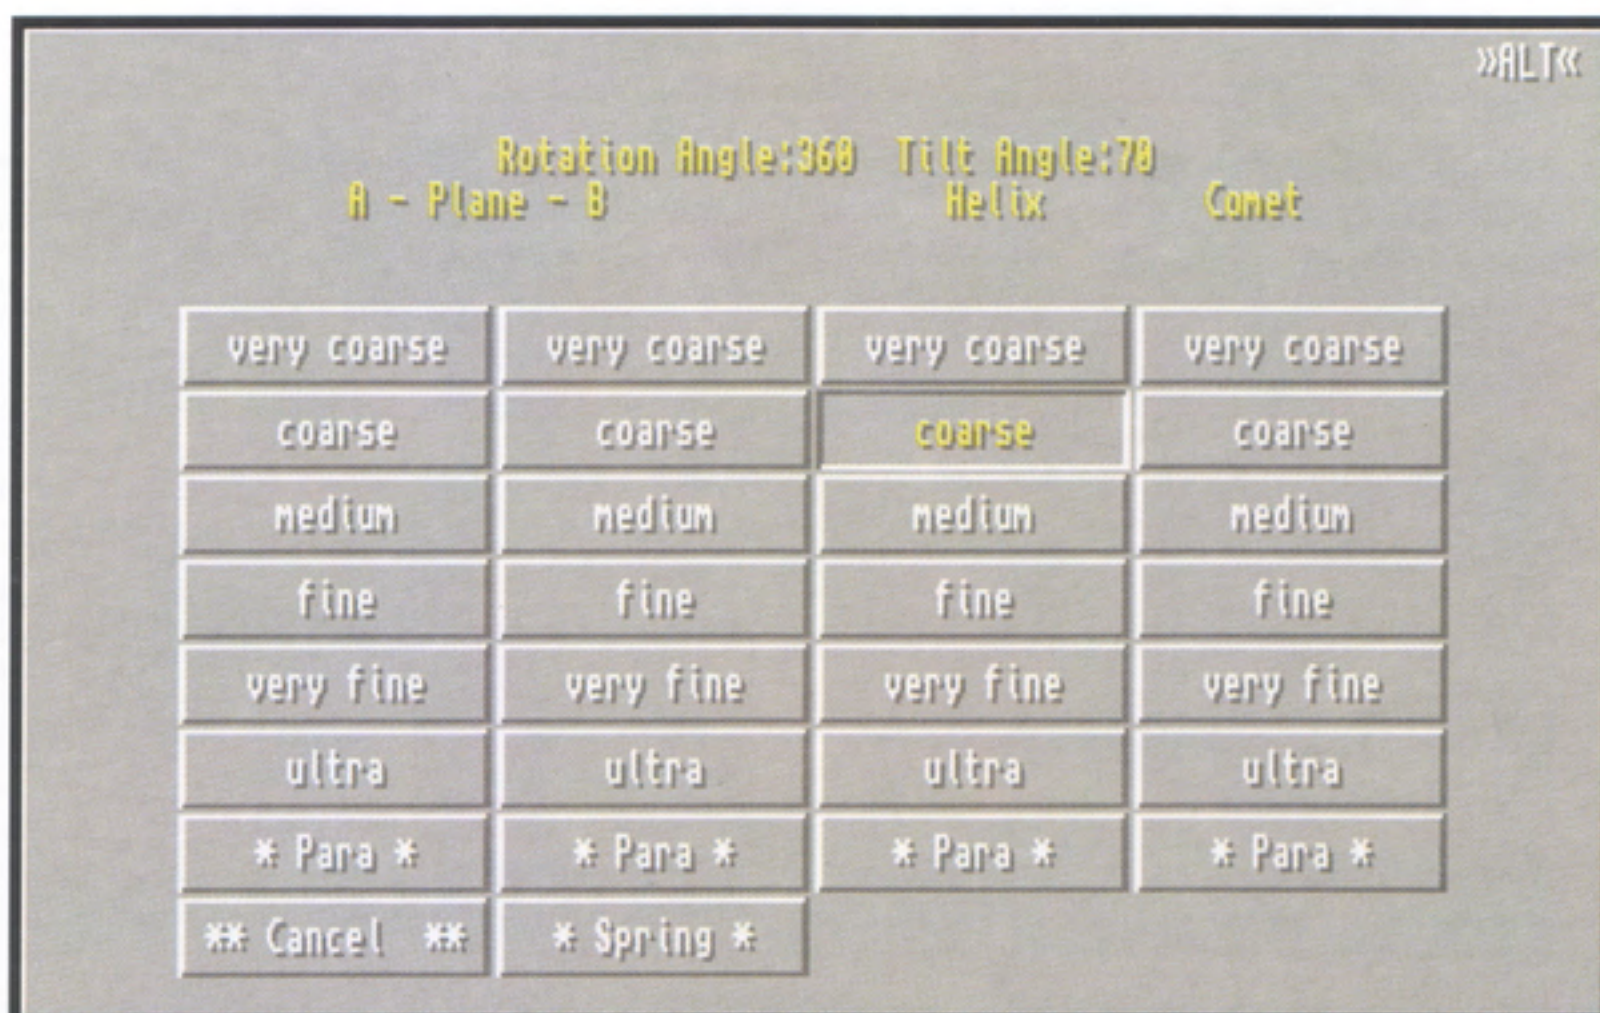 »ALT«
Rotation Angle:360 Tilt Angle:70
A - Plane - B Helix Comet
very coarse very coarse very coarse very coarse
coarse coarse coarse coarse
medium medium medium medium
fine fine fine fine
very fine very fine very fine very fine
ultra ultra ultra ultra
* Para * * Para * * Para * * Para *
** Cancel ** * Spring *